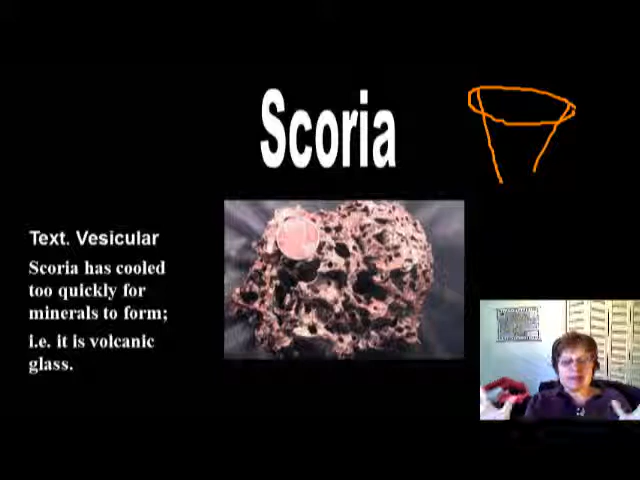 Scoria
Text. Vesicular
Scoria has cooled
too quickly for
minerals to form;
i.e. it is volcanic
glass.